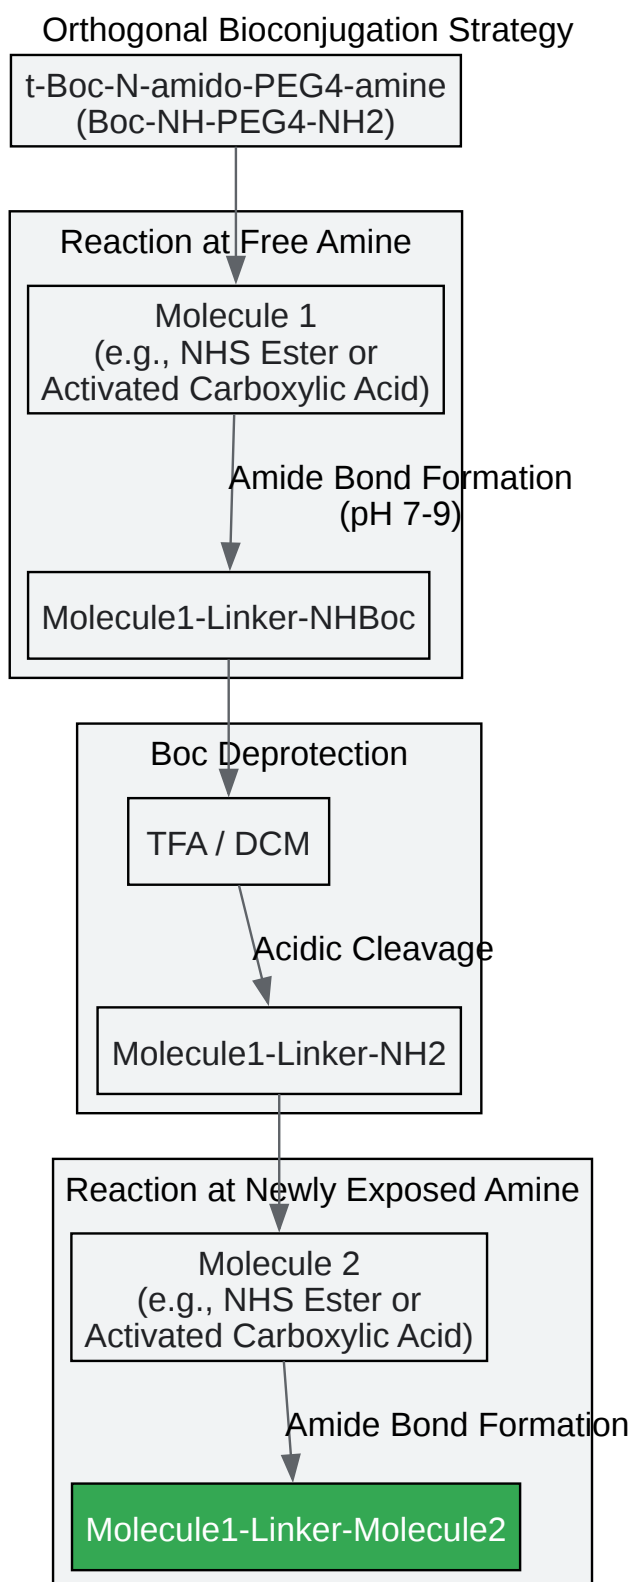 Orthogonal Bioconjugation Strategy
t-Boc-N-amido-PEG4-amine
(Boc-NH-PEG4-NH2)
Reaction at Free Amine
Molecule 1
(e.g., NHS Ester or
Activated Carboxylic Acid)
Amide Bond Formation
(pH 7-9)
Molecule1-Linker-NHBoc
Boc Deprotection
TFA / DCM
Acidic Cleavage
Molecule1-Linker-NH2
Reaction at Newly Exposed Amine
Molecule 2
(e.g., NHS Ester or
Activated Carboxylic Acid)
Amide Bond Formation
Molecule1-Linker-Molecule2